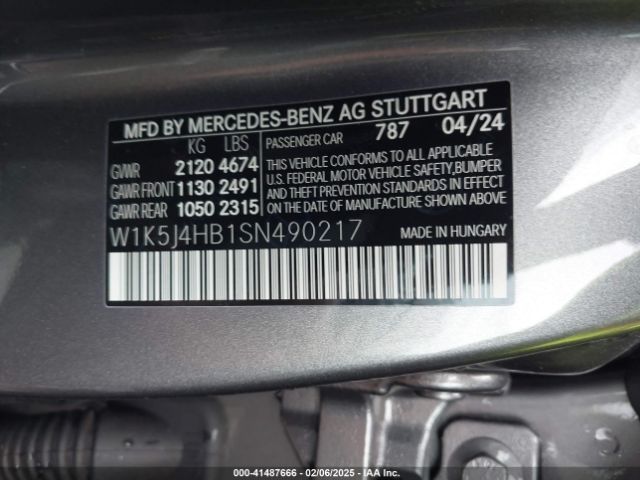 MFD BY MERCEDES-BENZ AG STUTTGART
KG LBS PASSENGER CAR 787 04/24
GVWR 2120 4674
GAWR FRONT 1130 2491
GAWR REAR 1050 2315
THIS VEHICLE CONFORMS TO ALL APPLICABLE
U.S. FEDERAL MOTOR VEHICLE SAFETY,BUMPER
AND THEFT PREVENTION STANDARDS IN EFFECT
ON THE DATE OF MANUFACTURE SHOWN ABOVE
W1K5J4HB1SN490217 MADE IN HUNGARY
000-41487666 - 02/06/2025 - IAA Inc.